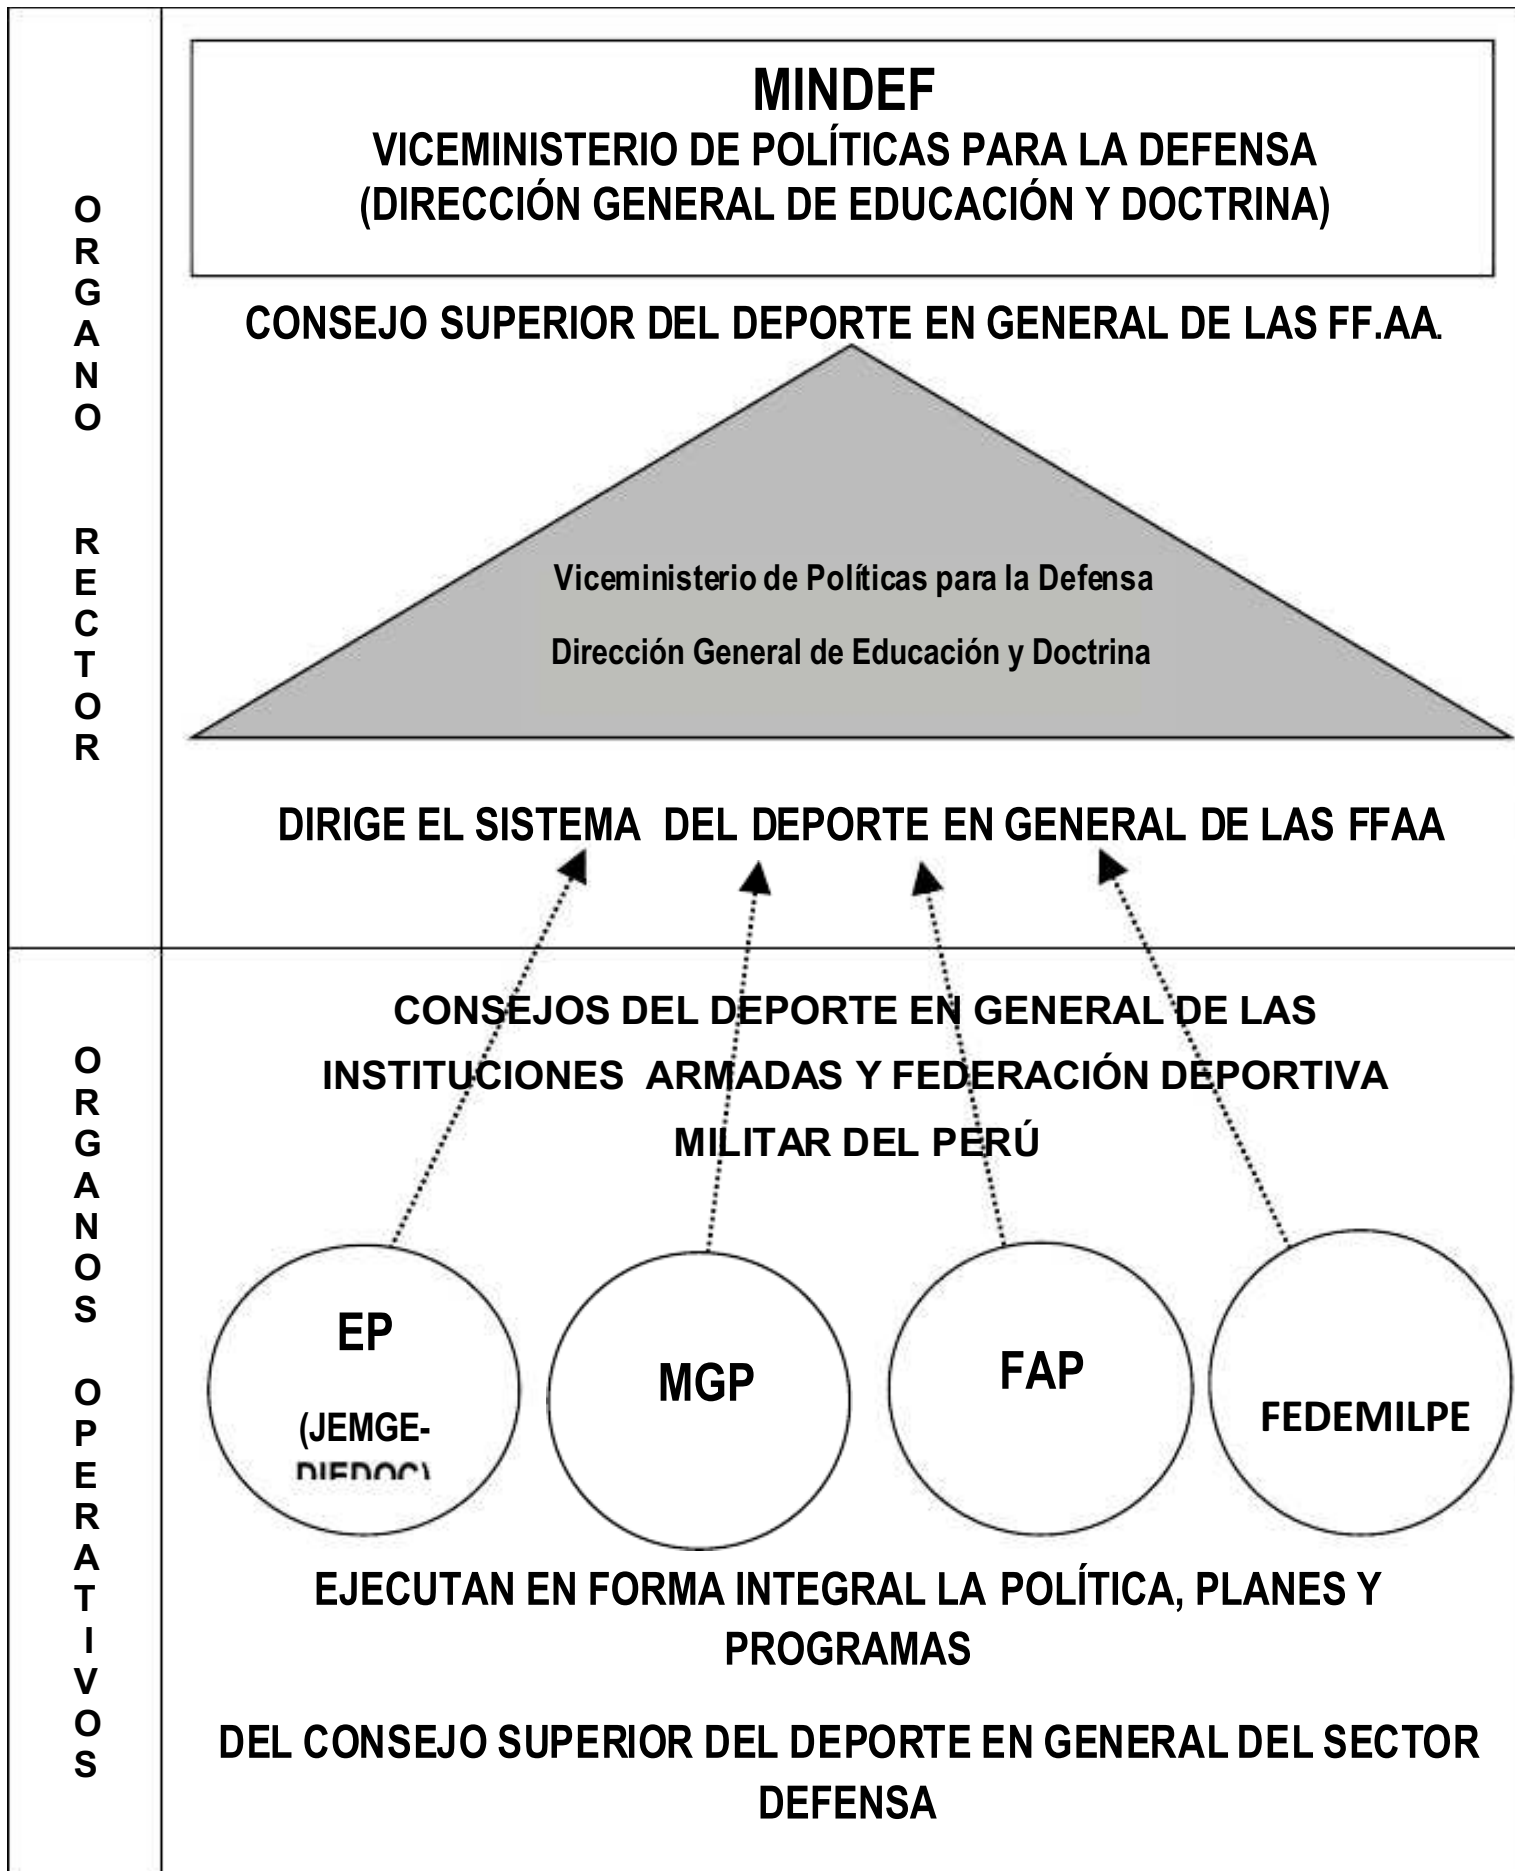 ORGANO RECTOR
MINDEF
VICEMINISTERIO DE POLÍTICAS PARA LA DEFENSA
(DIRECCIÓN GENERAL DE EDUCACIÓN Y DOCTRINA)
CONSEJO SUPERIOR DEL DEPORTE EN GENERAL DE LAS FF.AA.
Viceministerio de Políticas para la Defensa
Dirección General de Educación y Doctrina
DIRIGE EL SISTEMA DEL DEPORTE EN GENERAL DE LAS FFAA
ORGANOS OPERATIVOS
CONSEJOS DEL DEPORTE EN GENERAL DE LAS
INSTITUCIONES ARMADAS Y FEDERACIÓN DEPORTIVA
MILITAR DEL PERÚ
EP
(JEMGE-
DIEDOC)
MGP
FAP
FEDEMILPE
EJECUTAN EN FORMA INTEGRAL LA POLÍTICA, PLANES Y
PROGRAMAS
DEL CONSEJO SUPERIOR DEL DEPORTE EN GENERAL DEL SECTOR
DEFENSA